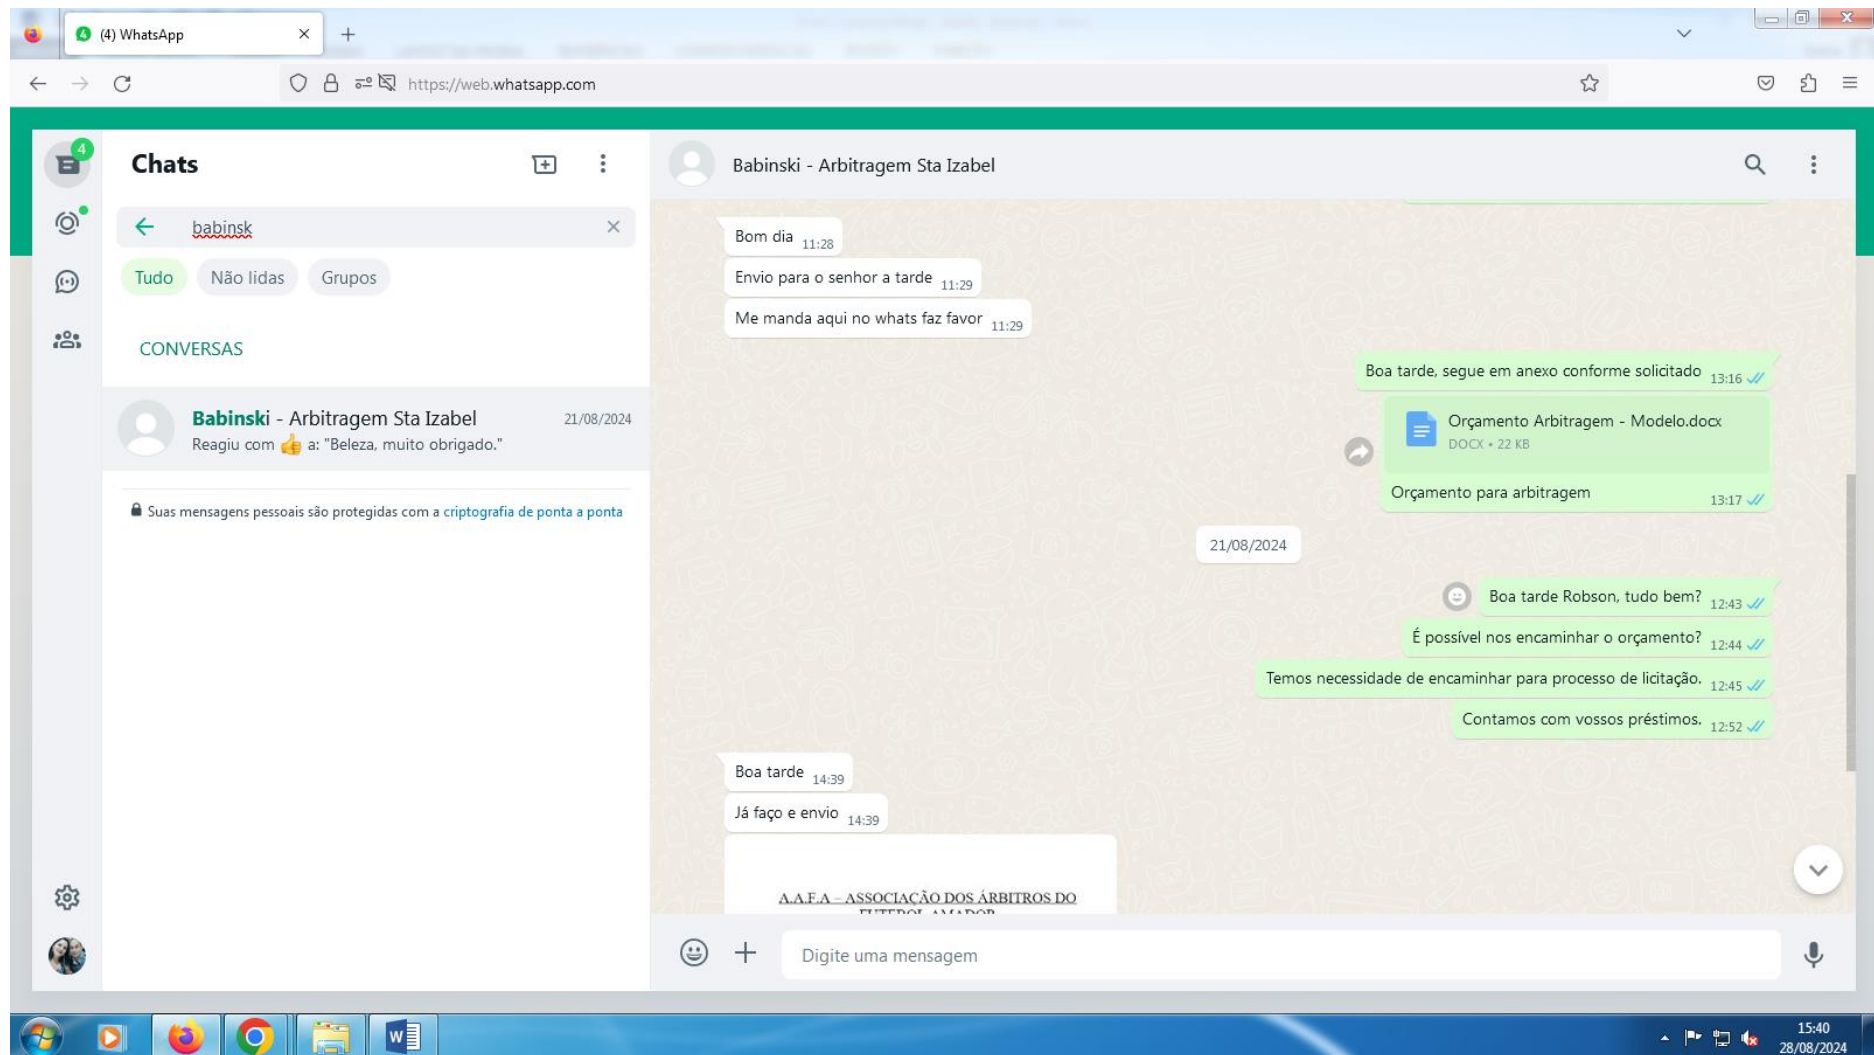 (4) WhatsApp
https://web.whatsapp.com
4
Chats
babinsk
Tudo Não lidas Grupos
CONVERSAS
Babinski - Arbitragem Sta Izabel 21/08/2024
Reagiu com 👍 a: "Beleza, muito obrigado."
Suas mensagens pessoais são protegidas com a criptografia de ponta a ponta
Babinski - Arbitragem Sta Izabel
Bom dia 11:28
Envio para o senhor a tarde 11:29
Me manda aqui no whats faz favor 11:29
Boa tarde, segue em anexo conforme solicitado 13:16
Orçamento Arbitragem - Modelo.docx
DOCX • 22 KB
Orçamento para arbitragem 13:17
21/08/2024
Boa tarde Robson, tudo bem? 12:43
É possível nos encaminhar o orçamento? 12:44
Temos necessidade de encaminhar para processo de licitação. 12:45
Contamos com vossos préstimos. 12:52
Boa tarde 14:39
Já faço e envio 14:39
A.A.F.A – ASSOCIAÇÃO DOS ÁRBITROS DO
FUTEBOL AMADOR
Digite uma mensagem
15:40
28/08/2024